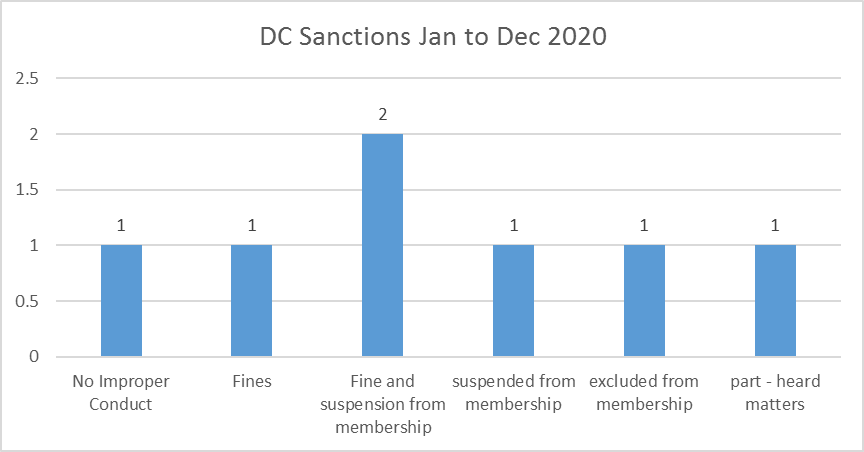 DC Sanctions Jan to Dec 2020
2.5
2
1.5
1
0.5
0
1
1
2
1
1
1
No Improper
Conduct
Fines
Fine and
suspension from
membership
suspended from
membership
excluded from
membership
part - heard
matters